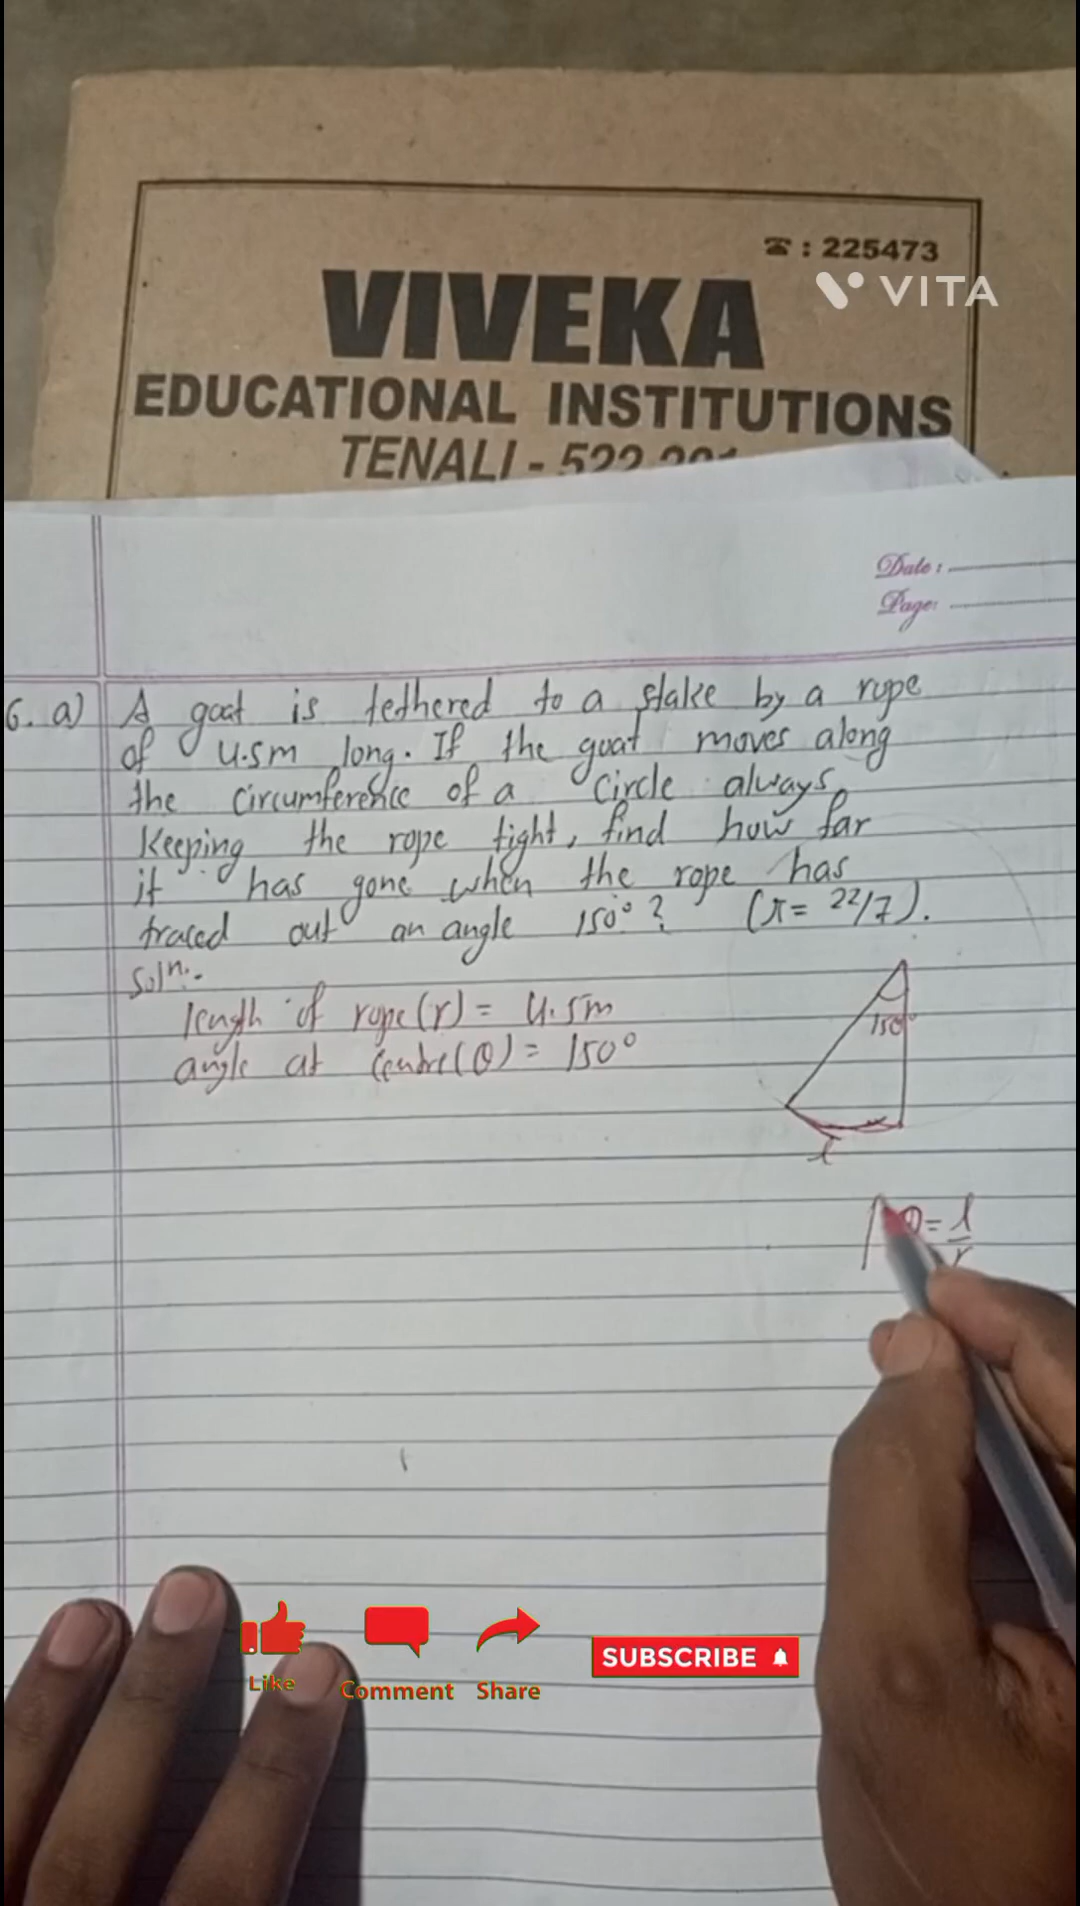 ☎ : 225473
VITA
VIVEKA
EDUCATIONAL INSTITUTIONS
TENALI - 522 201
Date :
Page:
6. a) A goat is tethered to a stake by a rope
of 4.5m long. If the goat moves along
the circumference of a circle always
keeping the rope tight, find how far
it has gone when the rope has
traced out an angle 150°? (π = 22/7).
Soln:-
length of rope(r) = 4.5m
angle at centre(θ) = 150°
150°
l
θ = l
r
Like
Comment
Share
SUBSCRIBE